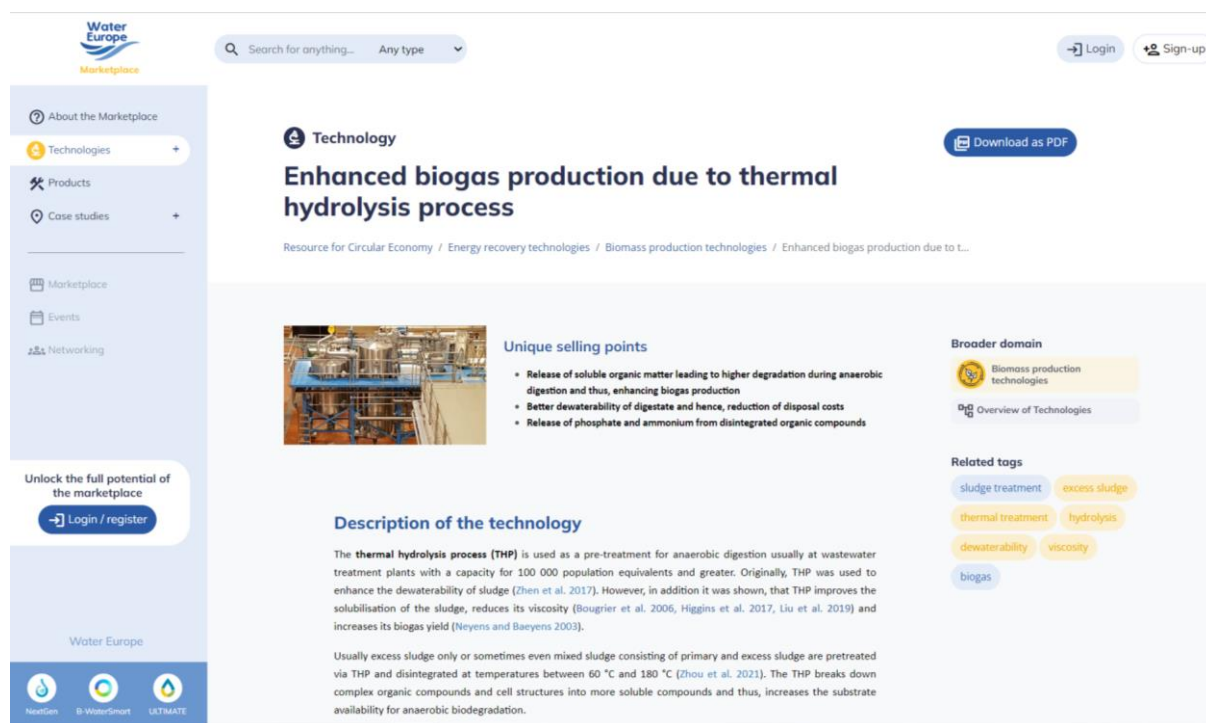 Water
Europe
Marketplace
Search for anything... Any type
Login
Sign-up
About the Marketplace
Technologies +
Products
Case studies +
Marketplace
Events
Networking
Unlock the full potential of
the marketplace
Login / register
Water Europe
NextGen B-WaterSmart ULTIMATE
Technology
Download as PDF
Enhanced biogas production due to thermal
hydrolysis process
Resource for Circular Economy / Energy recovery technologies / Biomass production technologies / Enhanced biogas production due to t...
Unique selling points
• Release of soluble organic matter leading to higher degradation during anaerobic
digestion and thus, enhancing biogas production
• Better dewaterability of digestate and hence, reduction of disposal costs
• Release of phosphate and ammonium from disintegrated organic compounds
Description of the technology
The thermal hydrolysis process (THP) is used as a pre-treatment for anaerobic digestion usually at wastewater
treatment plants with a capacity for 100 000 population equivalents and greater. Originally, THP was used to
enhance the dewaterability of sludge (Zhen et al. 2017). However, in addition it was shown, that THP improves the
solubilisation of the sludge, reduces its viscosity (Bougrier et al. 2006, Higgins et al. 2017, Liu et al. 2019) and
increases its biogas yield (Neyens and Baeyens 2003).
Usually excess sludge only or sometimes even mixed sludge consisting of primary and excess sludge are pretreated
via THP and disintegrated at temperatures between 60 °C and 180 °C (Zhou et al. 2021). The THP breaks down
complex organic compounds and cell structures into more soluble compounds and thus, increases the substrate
availability for anaerobic biodegradation.
Broader domain
Biomass production
technologies
Overview of Technologies
Related tags
sludge treatment excess sludge
thermal treatment hydrolysis
dewaterability viscosity
biogas